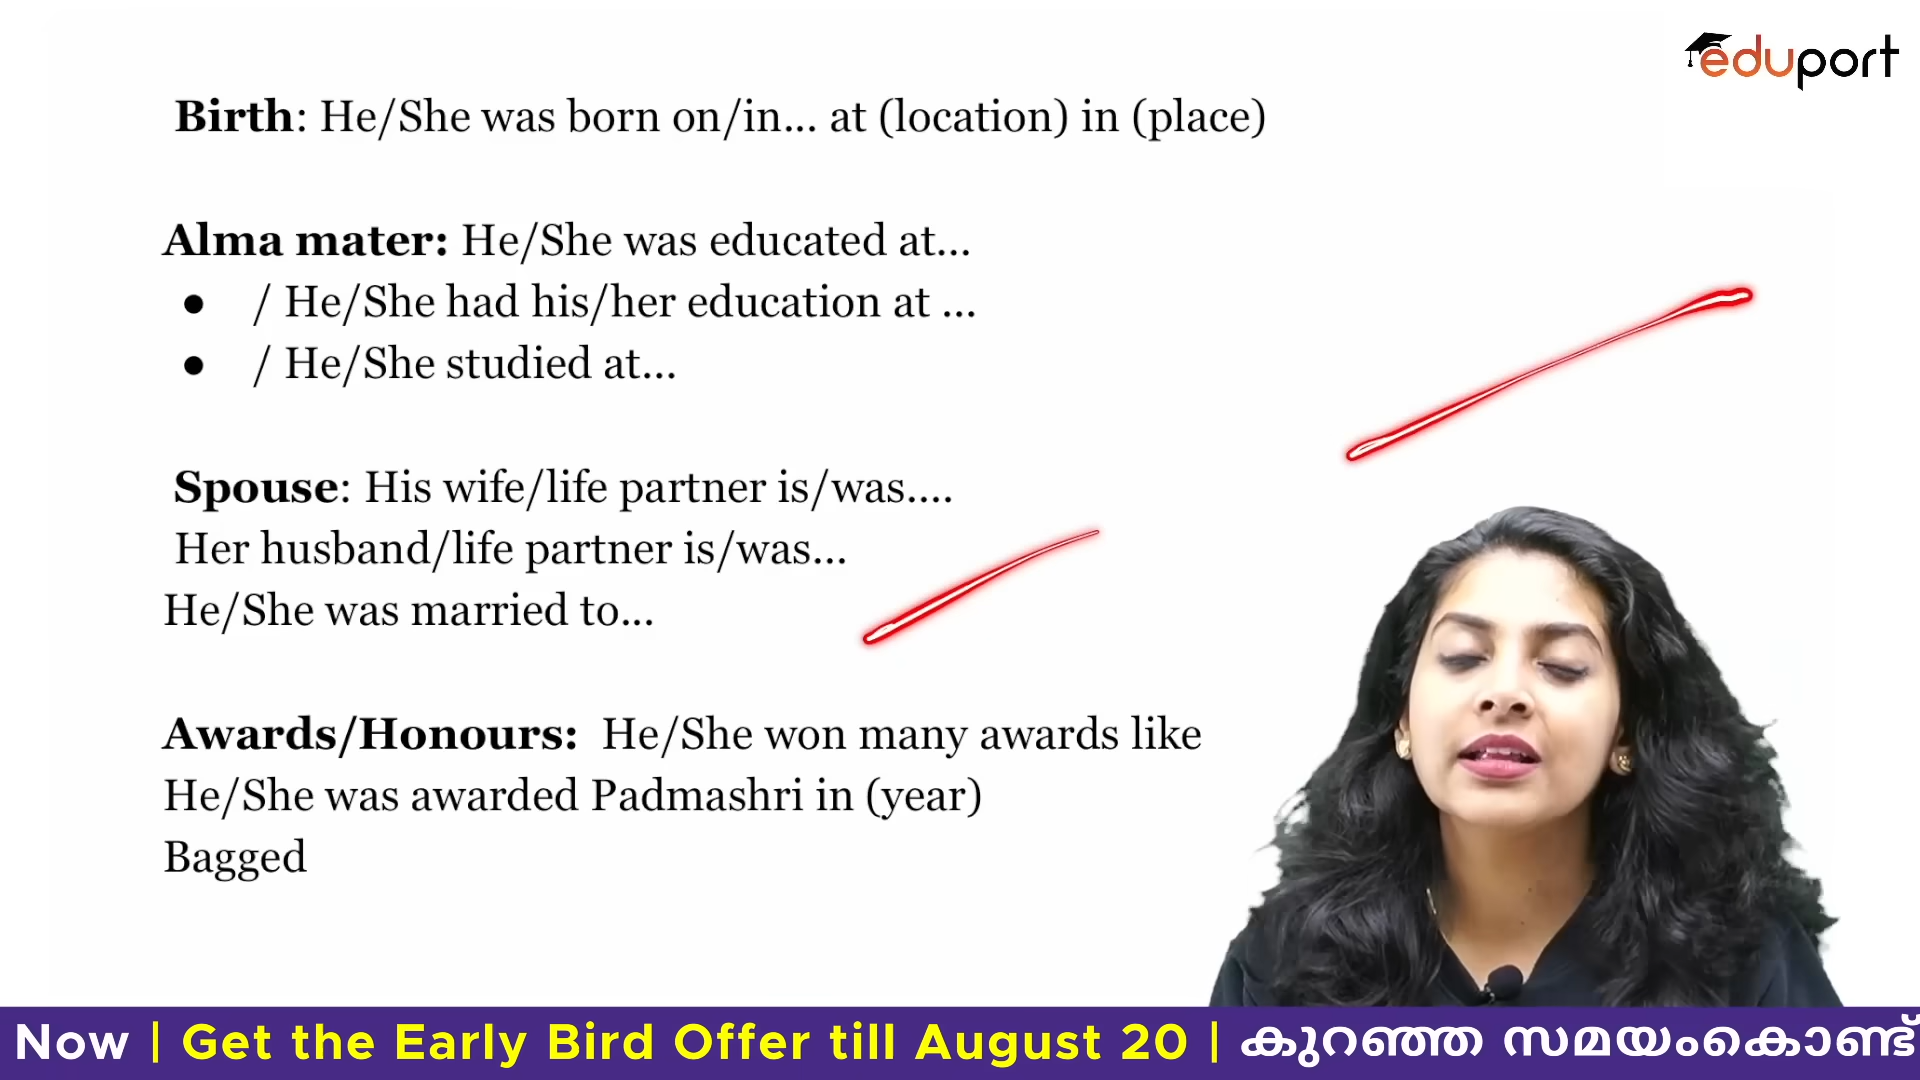 eduport
Birth: He/She was born on/in... at (location) in (place)
Alma mater: He/She was educated at...
● / He/She had his/her education at ...
● / He/She studied at...
Spouse: His wife/life partner is/was....
Her husband/life partner is/was...
He/She was married to...
Awards/Honours: He/She won many awards like
He/She was awarded Padmashri in (year)
Bagged
Now | Get the Early Bird Offer till August 20 | കുറഞ്ഞ സമയംകൊണ്ട്